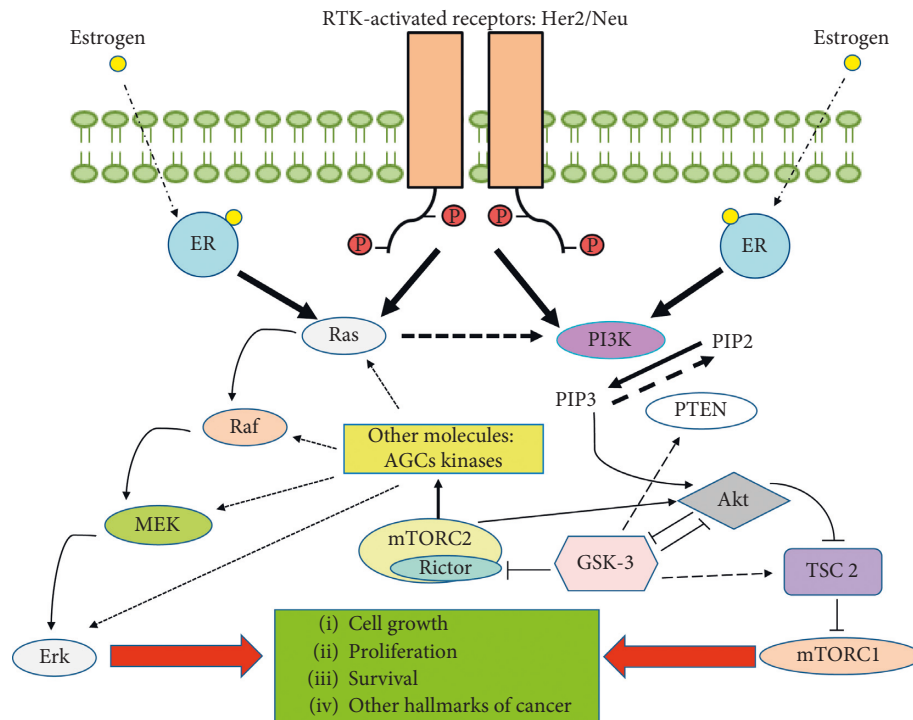 RTK-activated receptors: Her2/Neu
Estrogen
Estrogen
P
P
P
P
ER
ER
Ras
PI3K
PIP2
PIP3
PTEN
Raf
Other molecules:
AGCs kinases
Akt
MEK
mTORC2
Rictor
GSK-3
TSC 2
(i) Cell growth
(ii) Proliferation
(iii) Survival
(iv) Other hallmarks of cancer
Erk
mTORC1